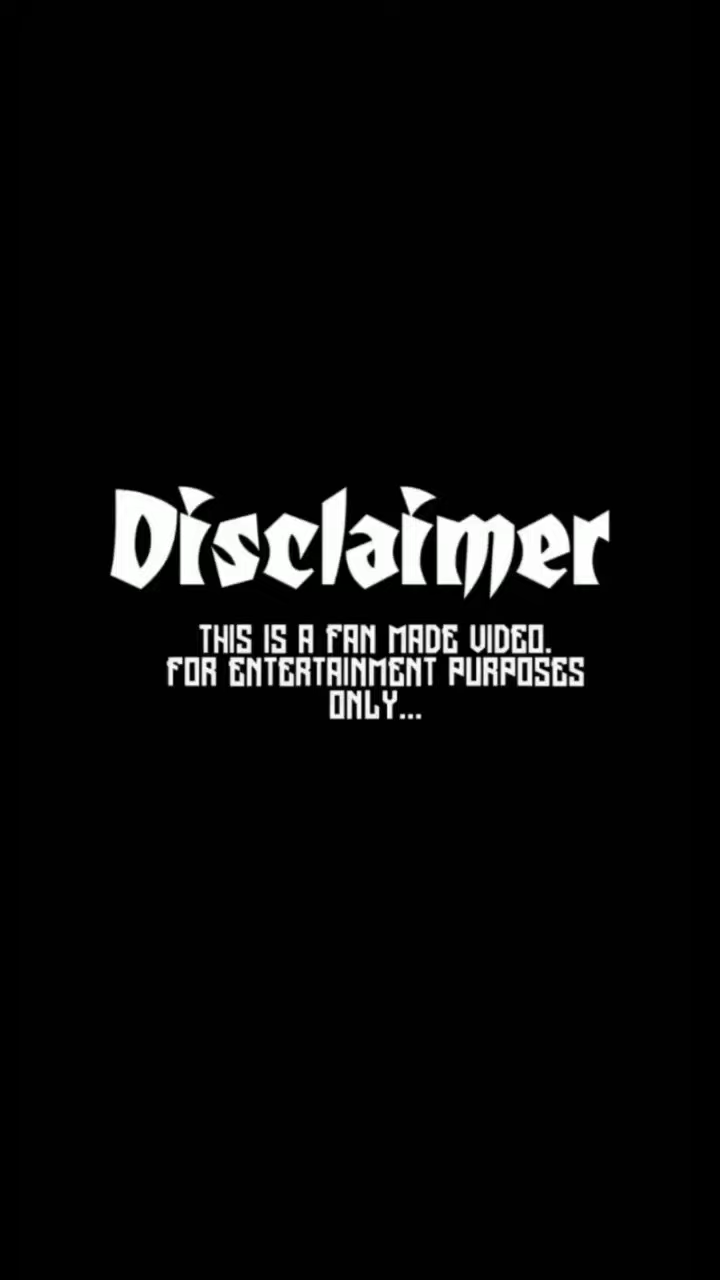 Disclaimer
THIS IS A FAN MADE VIDEO.
FOR ENTERTAINMENT PURPOSES
ONLY...